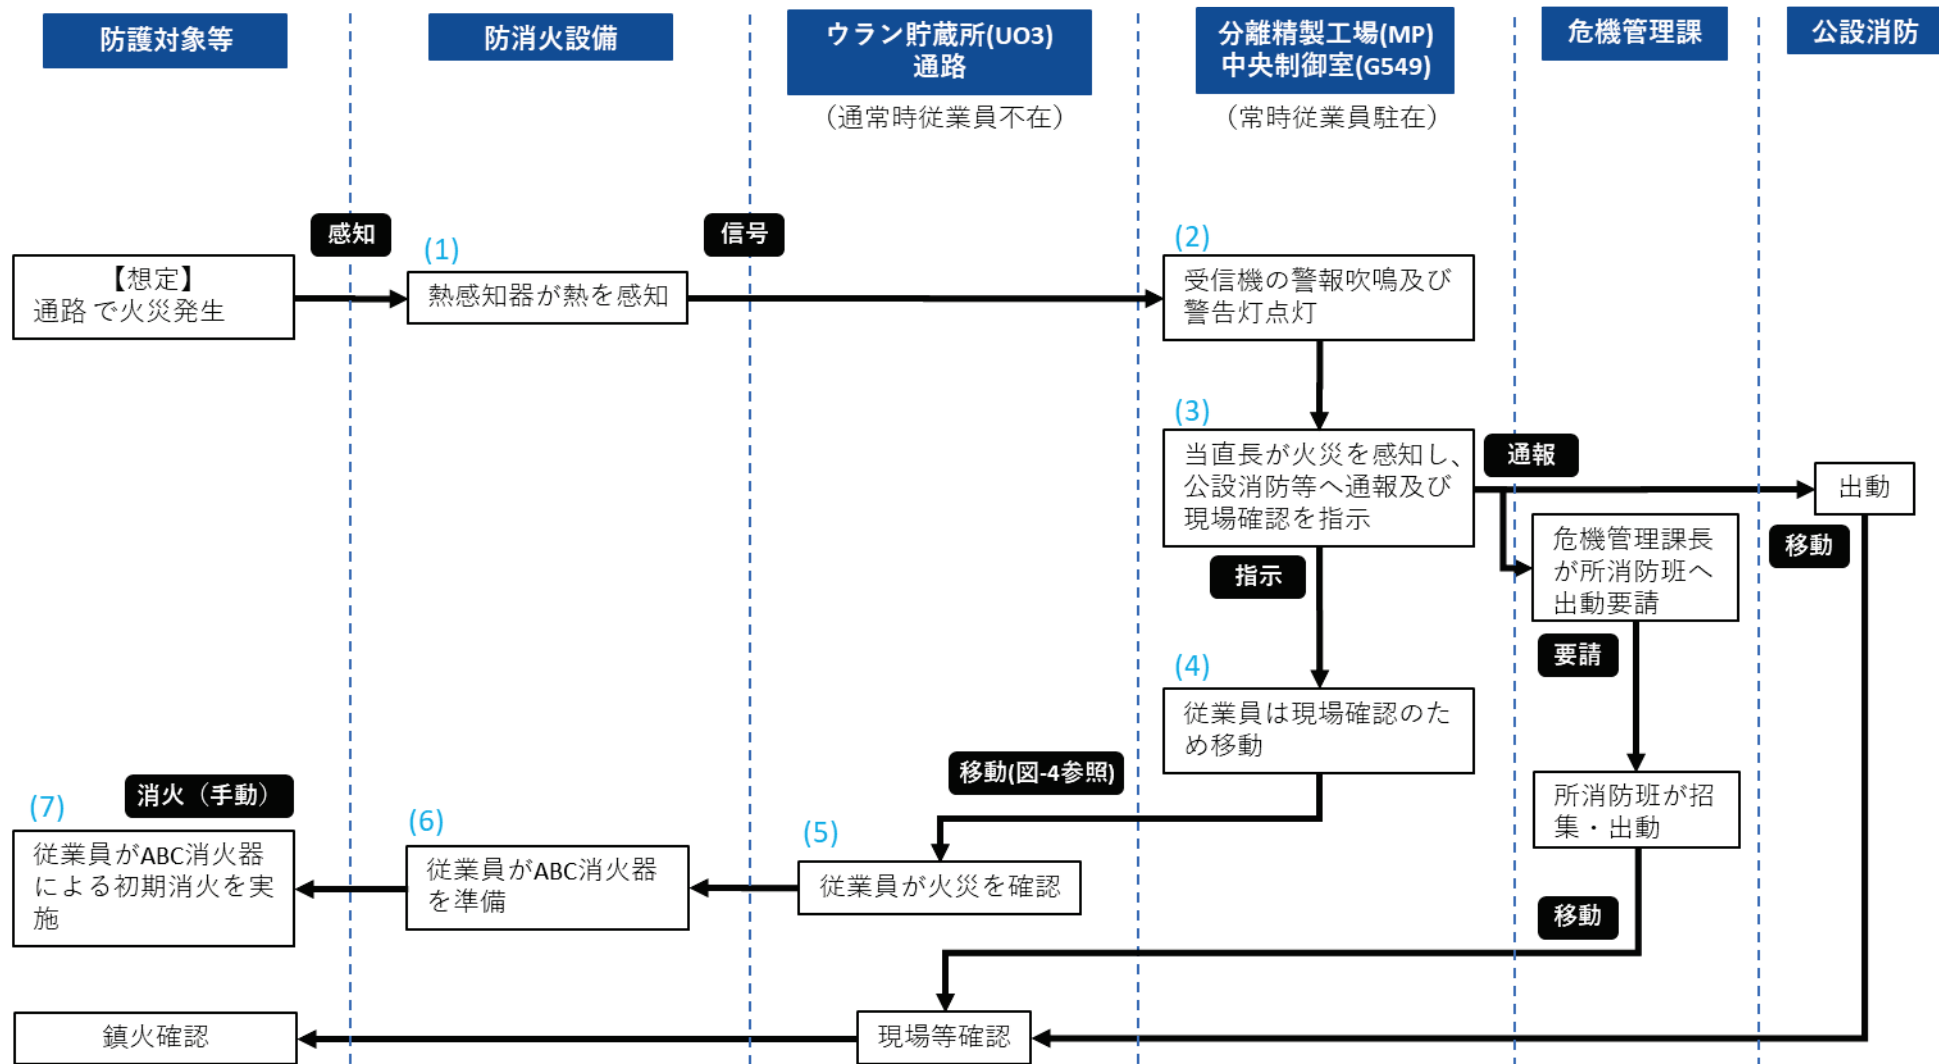 防護対象等
防消火設備
ウラン貯蔵所(UO3)
通路
(通常時従業員不在)
分離精製工場(MP)
中央制御室(G549)
(常時従業員駐在)
危機管理課
公設消防
【想定】
通路で火災発生
感知
(1)
熱感知器が熱を感知
信号
(2)
受信機の警報吹鳴及び
警告灯点灯
(3)
当直長が火災を感知し、
公設消防等へ通報及び
現場確認を指示
通報
出動
移動
危機管理課長
が所消防班へ
出動要請
指示
要請
(4)
従業員は現場確認のた
め移動
移動(図-4参照)
所消防班が招
集・出動
(5)
従業員が火災を確認
(6)
従業員がABC消火器
を準備
消火(手動)
(7)
従業員がABC消火器
による初期消火を実
施
移動
現場等確認
鎮火確認